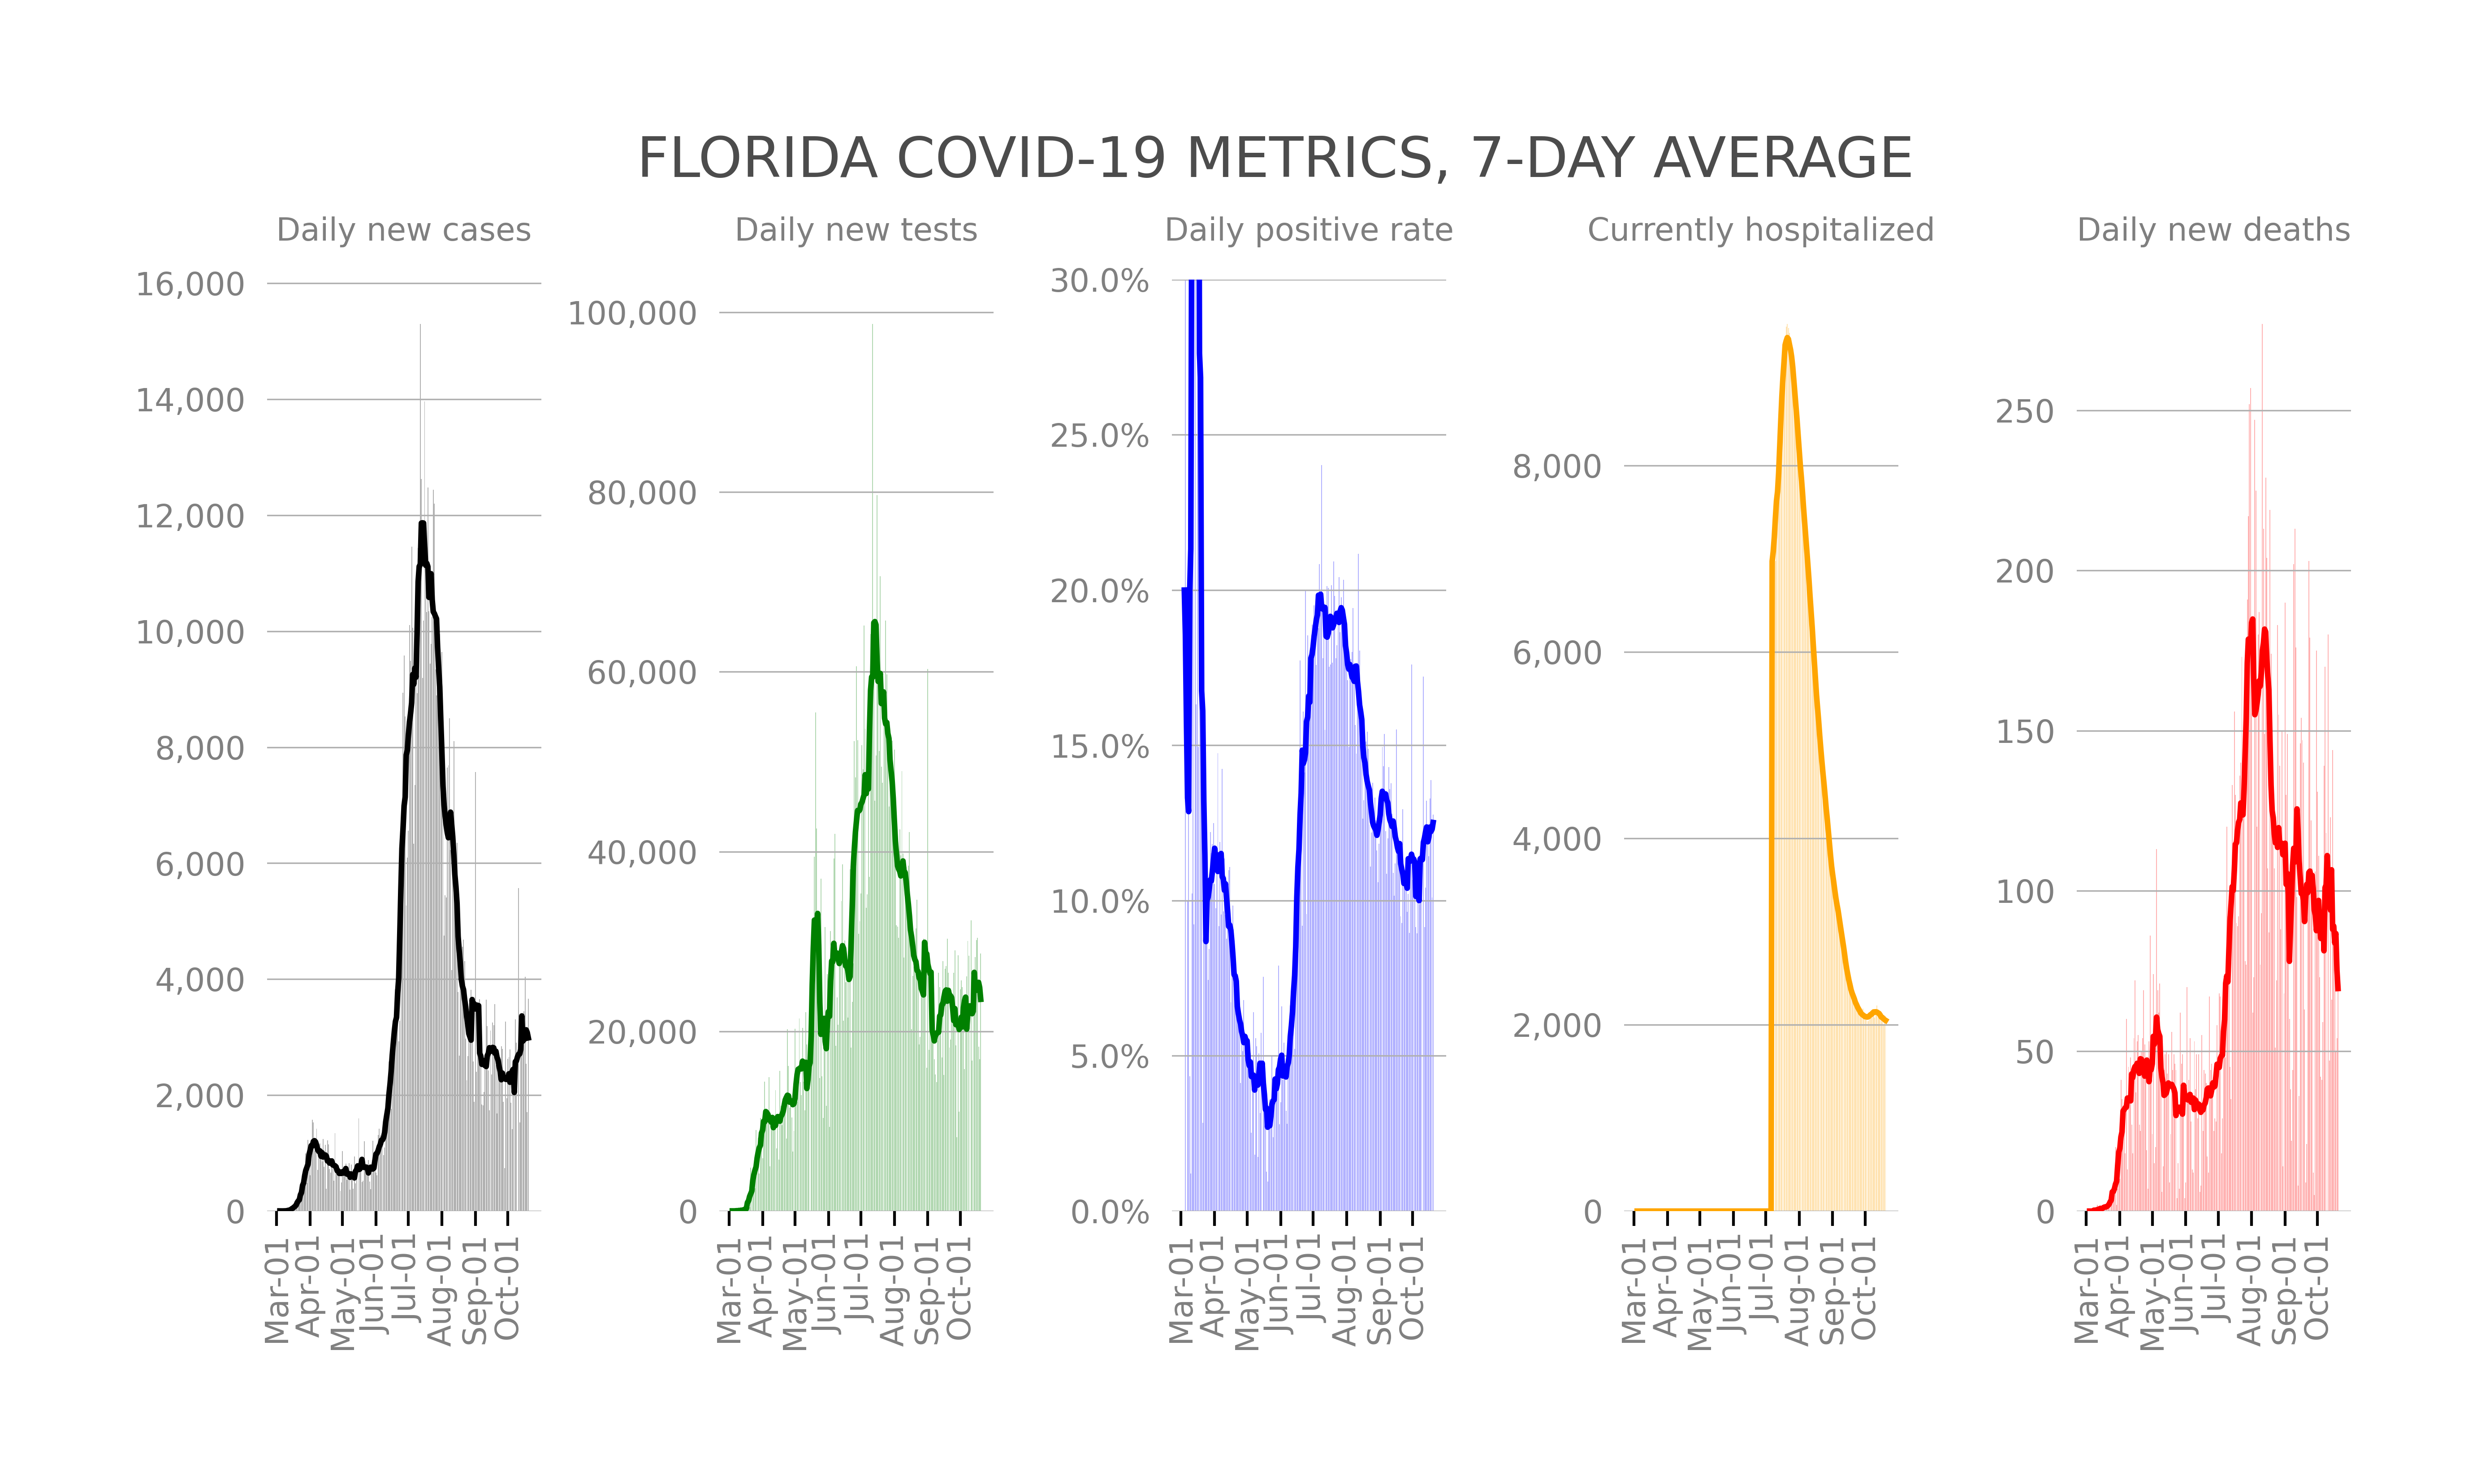 FLORIDA COVID-19 METRICS, 7-DAY AVERAGE
Daily new cases
16,000
14,000
12,000
10,000
8,000
6,000
4,000
2,000
0
Mar-01
Apr-01
May-01
Jun-01
Jul-01
Aug-01
Sep-01
Oct-01
Daily new tests
100,000
80,000
60,000
40,000
20,000
0
Mar-01
Apr-01
May-01
Jun-01
Jul-01
Aug-01
Sep-01
Oct-01
Daily positive rate
30.0%
25.0%
20.0%
15.0%
10.0%
5.0%
0.0%
Mar-01
Apr-01
May-01
Jun-01
Jul-01
Aug-01
Sep-01
Oct-01
Currently hospitalized
8,000
6,000
4,000
2,000
0
Mar-01
Apr-01
May-01
Jun-01
Jul-01
Aug-01
Sep-01
Oct-01
Daily new deaths
250
200
150
100
50
0
Mar-01
Apr-01
May-01
Jun-01
Jul-01
Aug-01
Sep-01
Oct-01